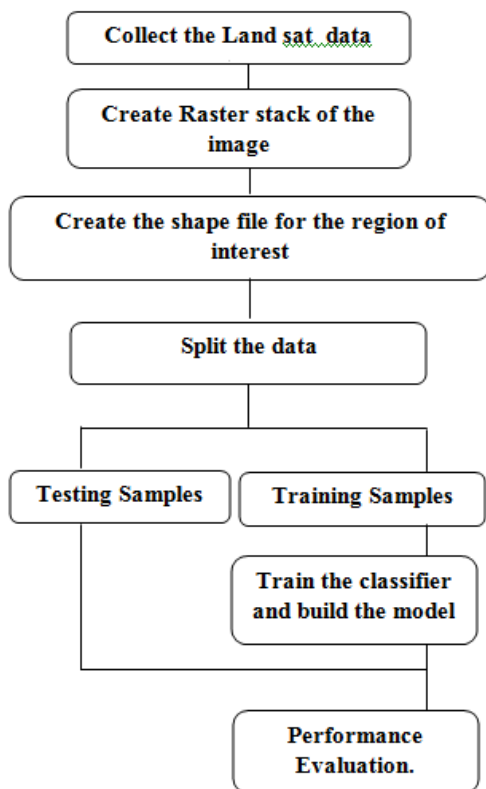 Collect the Land sat data
Create Raster stack of the
image
Create the shape file for the region of
interest
Split the data
Testing Samples
Training Samples
Train the classifier
and build the model
Performance
Evaluation.